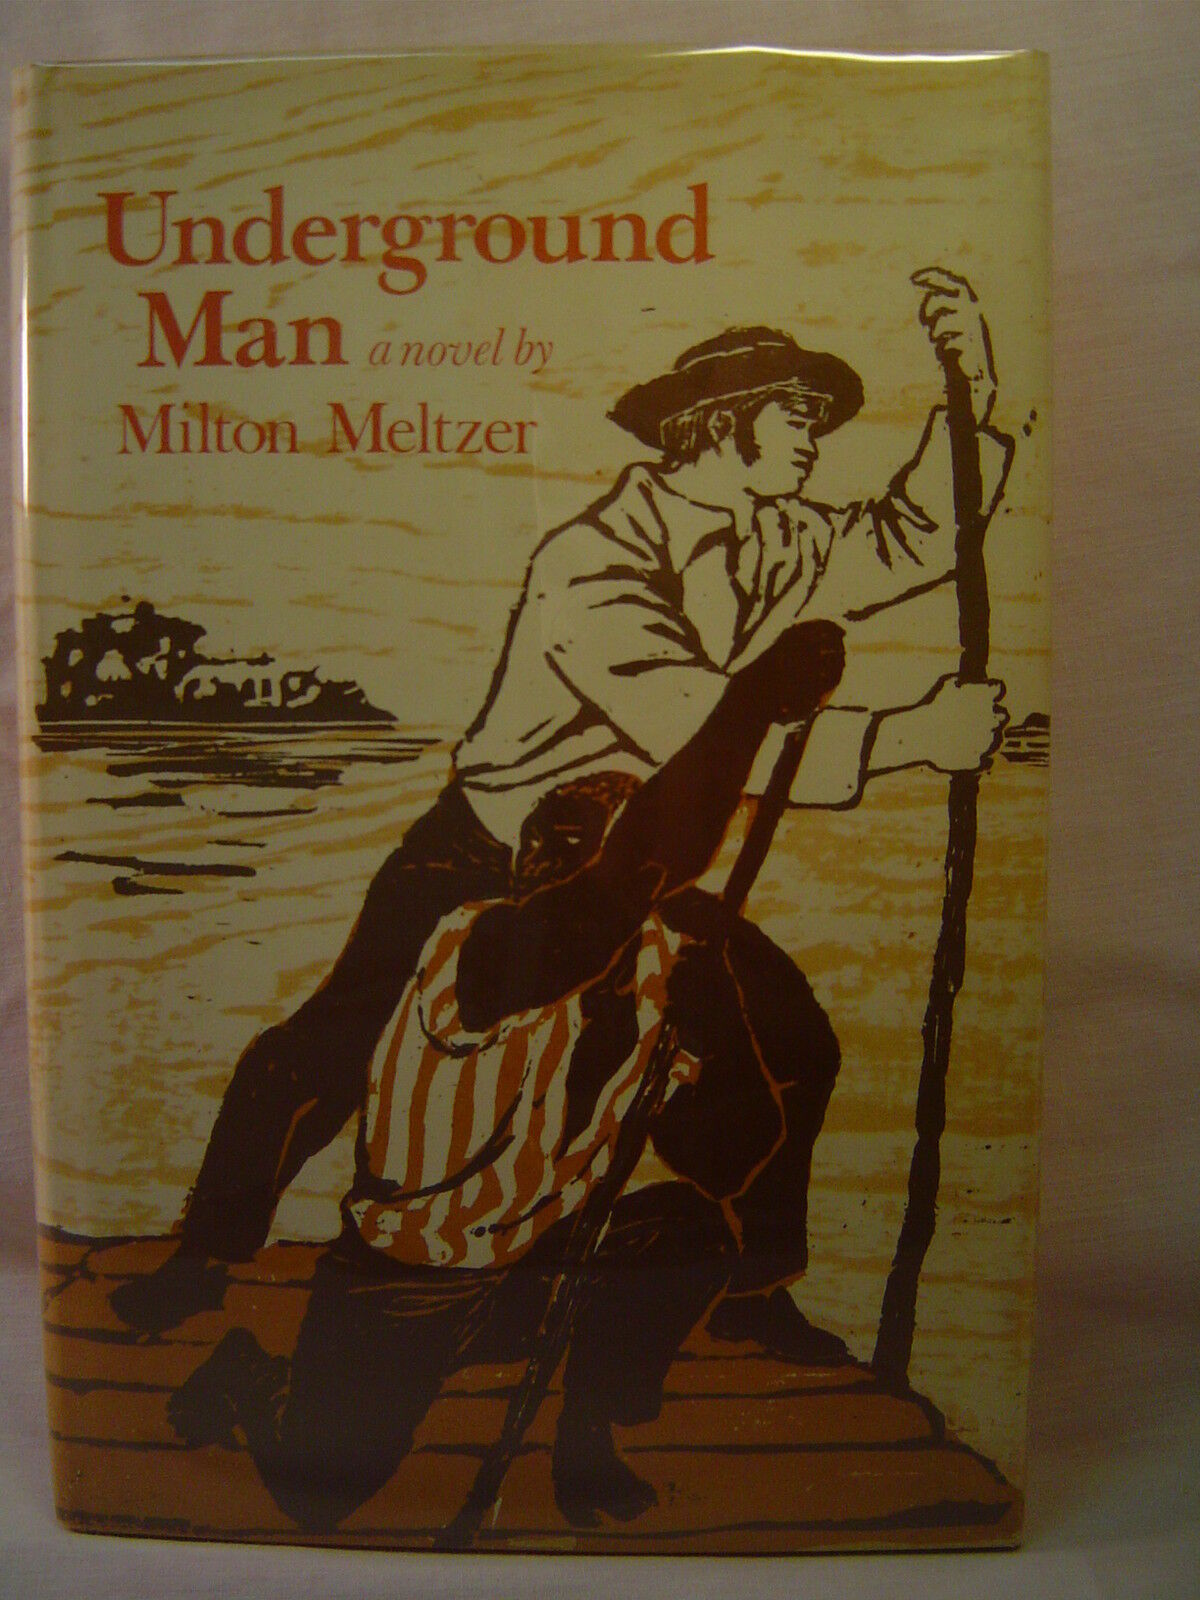 Underground
Man a novel by
Milton Meltzer